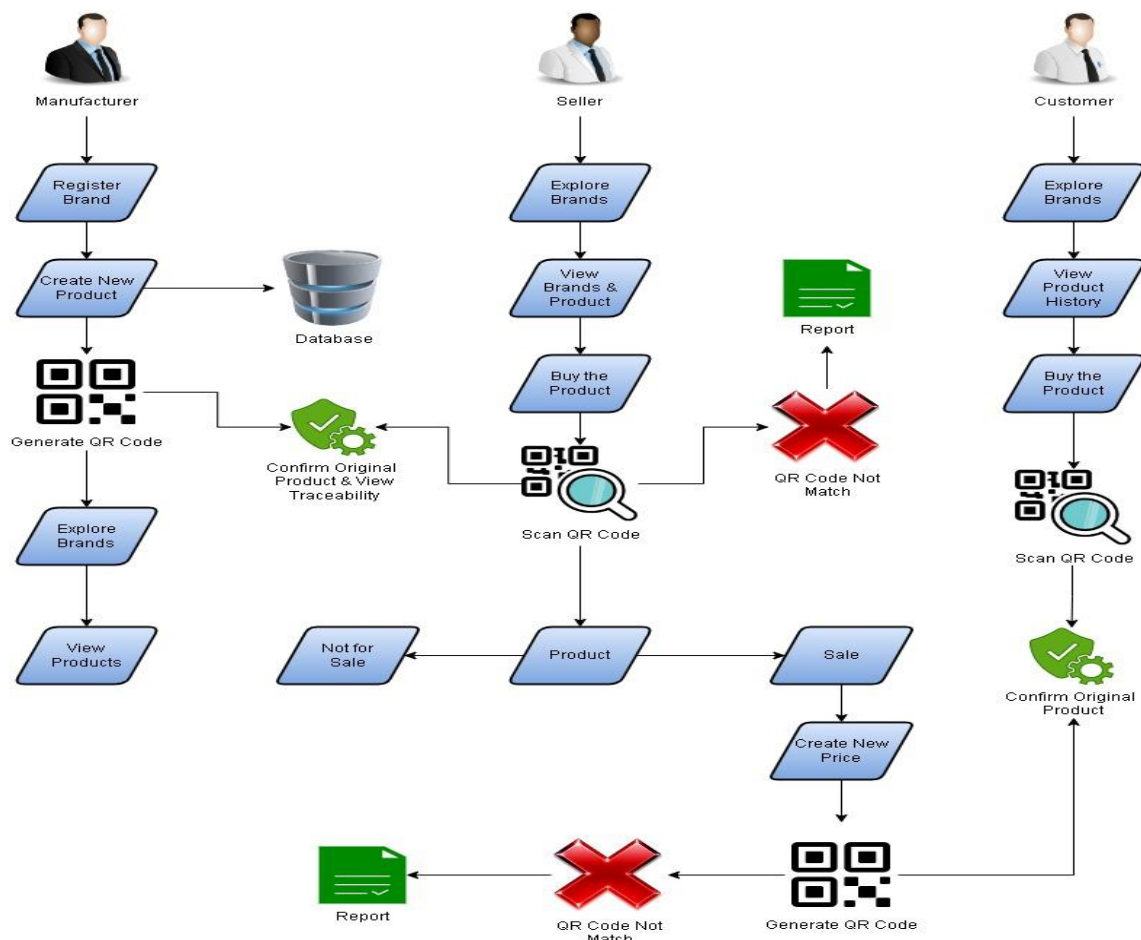 Manufacturer
Seller
Customer
Register
Brand
Explore
Brands
Explore
Brands
Create New
Product
Database
View
Brands &
Product
Report
View
Product
History
Generate QR Code
Confirm Original
Product & View
Traceability
Buy the
Product
QR Code Not
Match
Buy the
Product
Explore
Brands
Scan QR Code
Scan QR Code
View
Products
Not for
Sale
Product
Sale
Confirm Original
Product
Create New
Price
Report
QR Code Not
Match
Generate QR Code